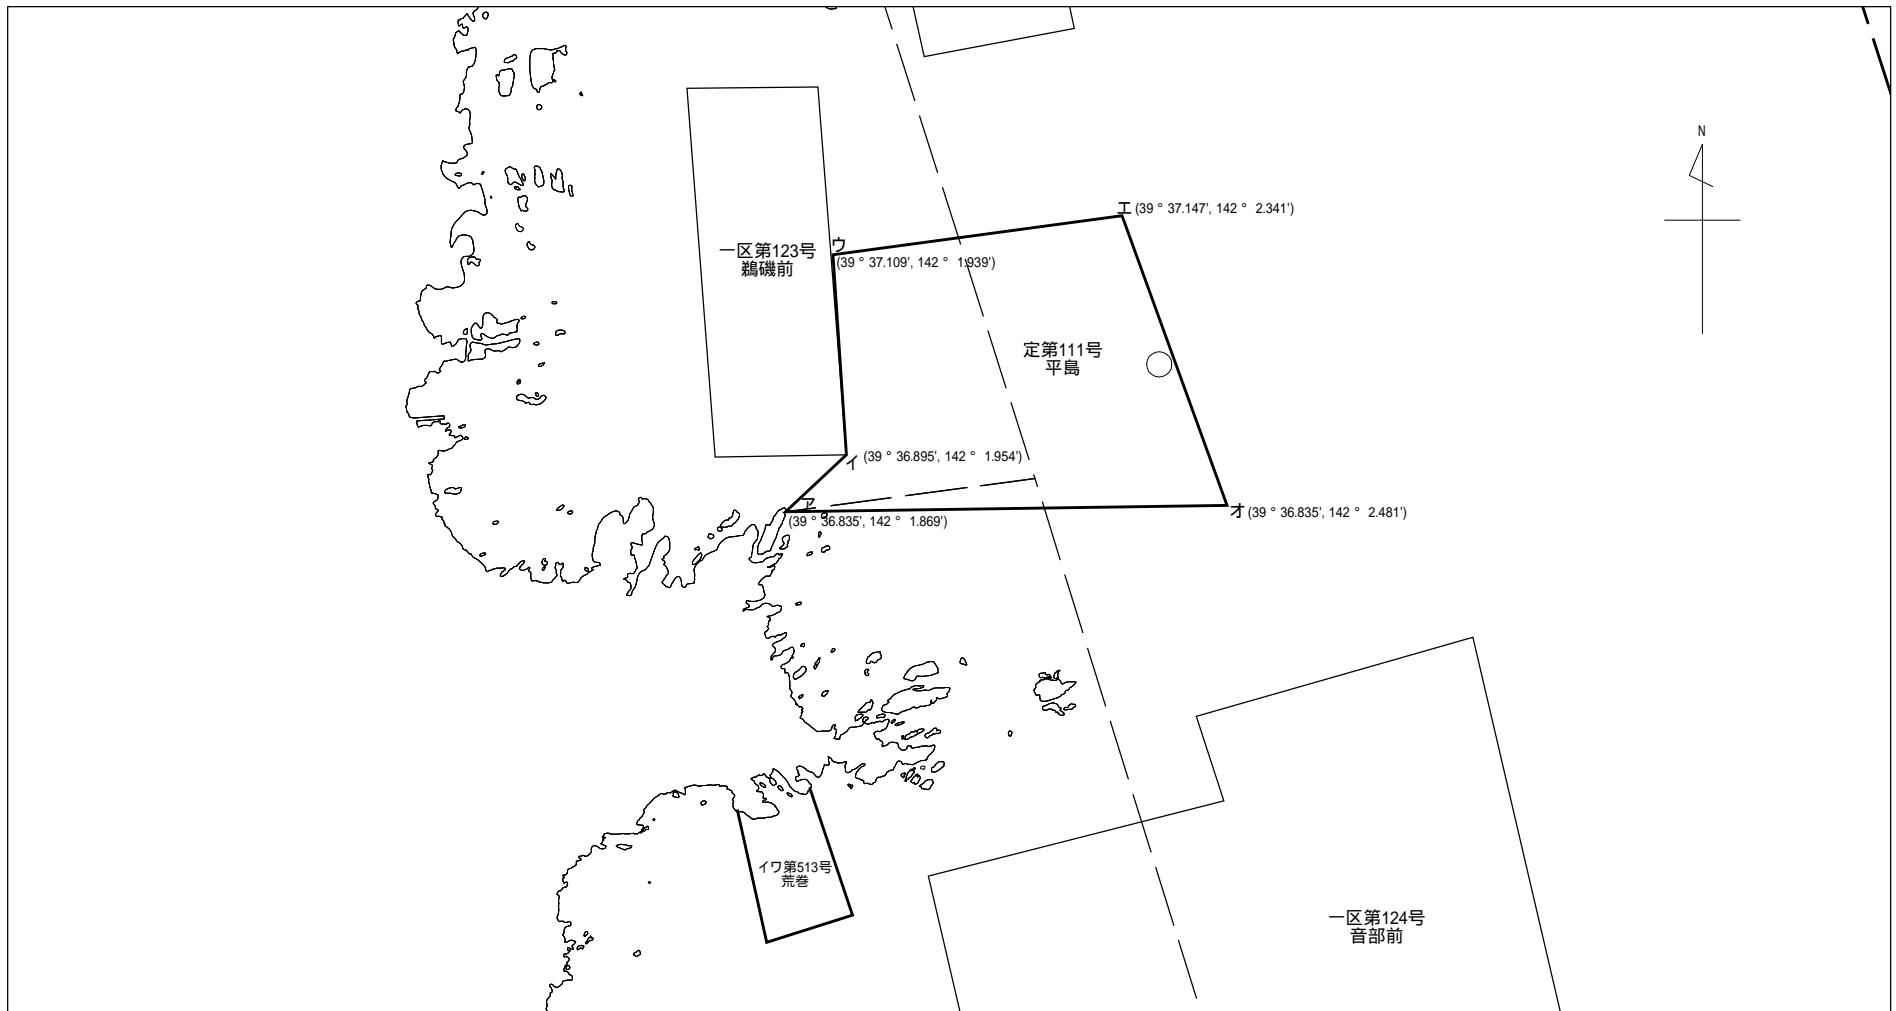 N
エ (39 ° 37.147', 142 ° 2.341')
ウ
(39 ° 37.109', 142 ° 1.939')
一区第123号
鵜磯前
定第111号
平島
イ (39 ° 36.895', 142 ° 1.954')
ア
(39 ° 36.835', 142 ° 1.869')
オ (39 ° 36.835', 142 ° 2.481')
イワ第513号
荒巻
一区第124号
音部前